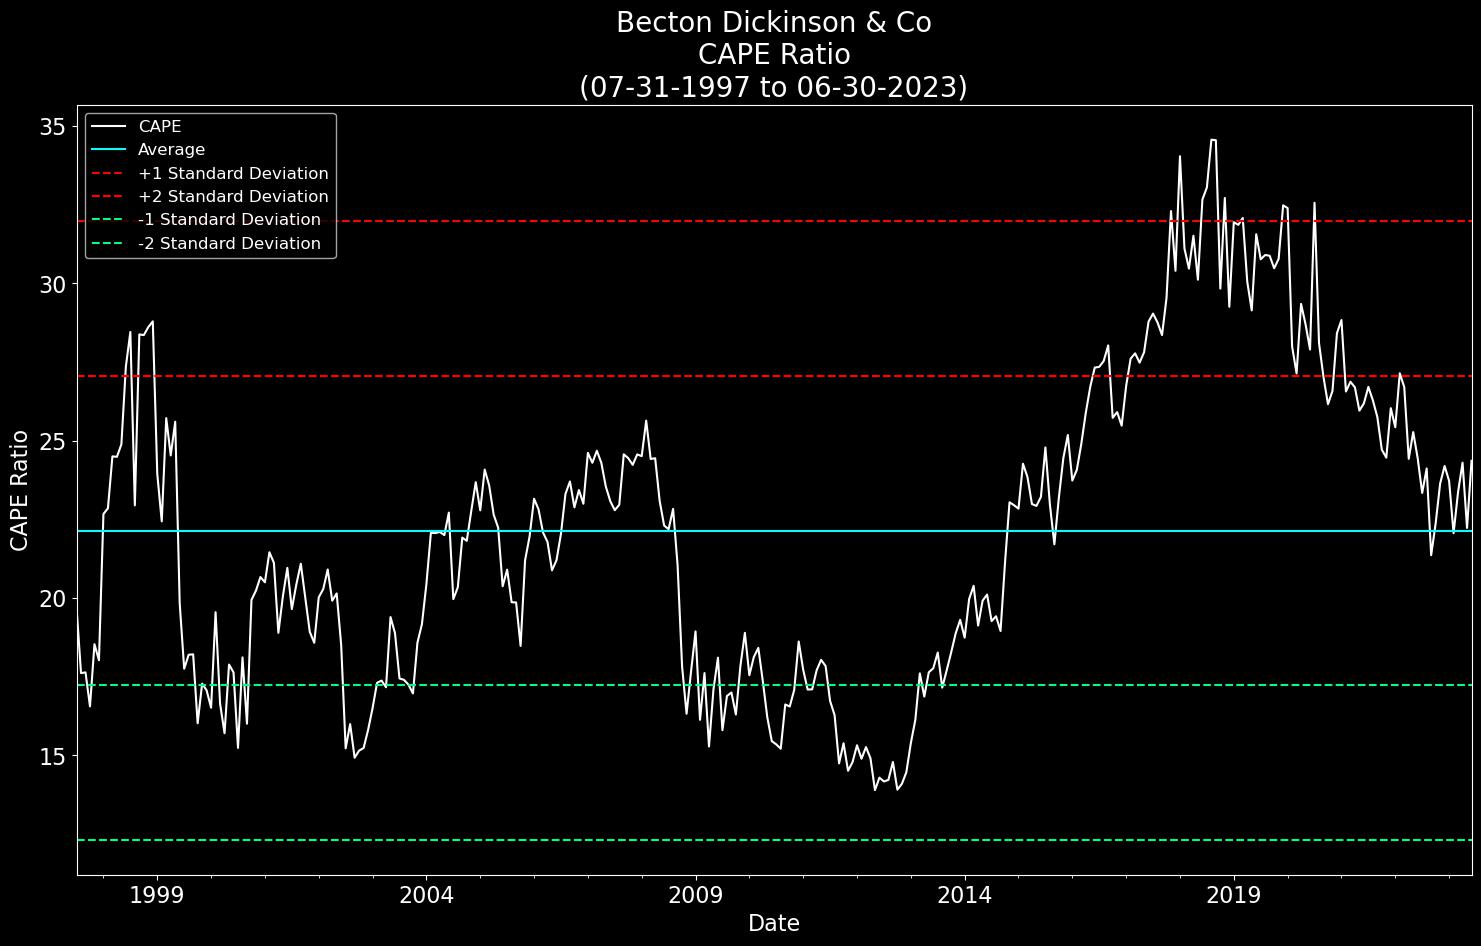 Becton Dickinson & Co
CAPE Ratio
(07-31-1997 to 06-30-2023)
CAPE
Average
+1 Standard Deviation
+2 Standard Deviation
-1 Standard Deviation
-2 Standard Deviation
CAPE Ratio
35
30
25
20
15
1999
2004
2009
2014
2019
Date